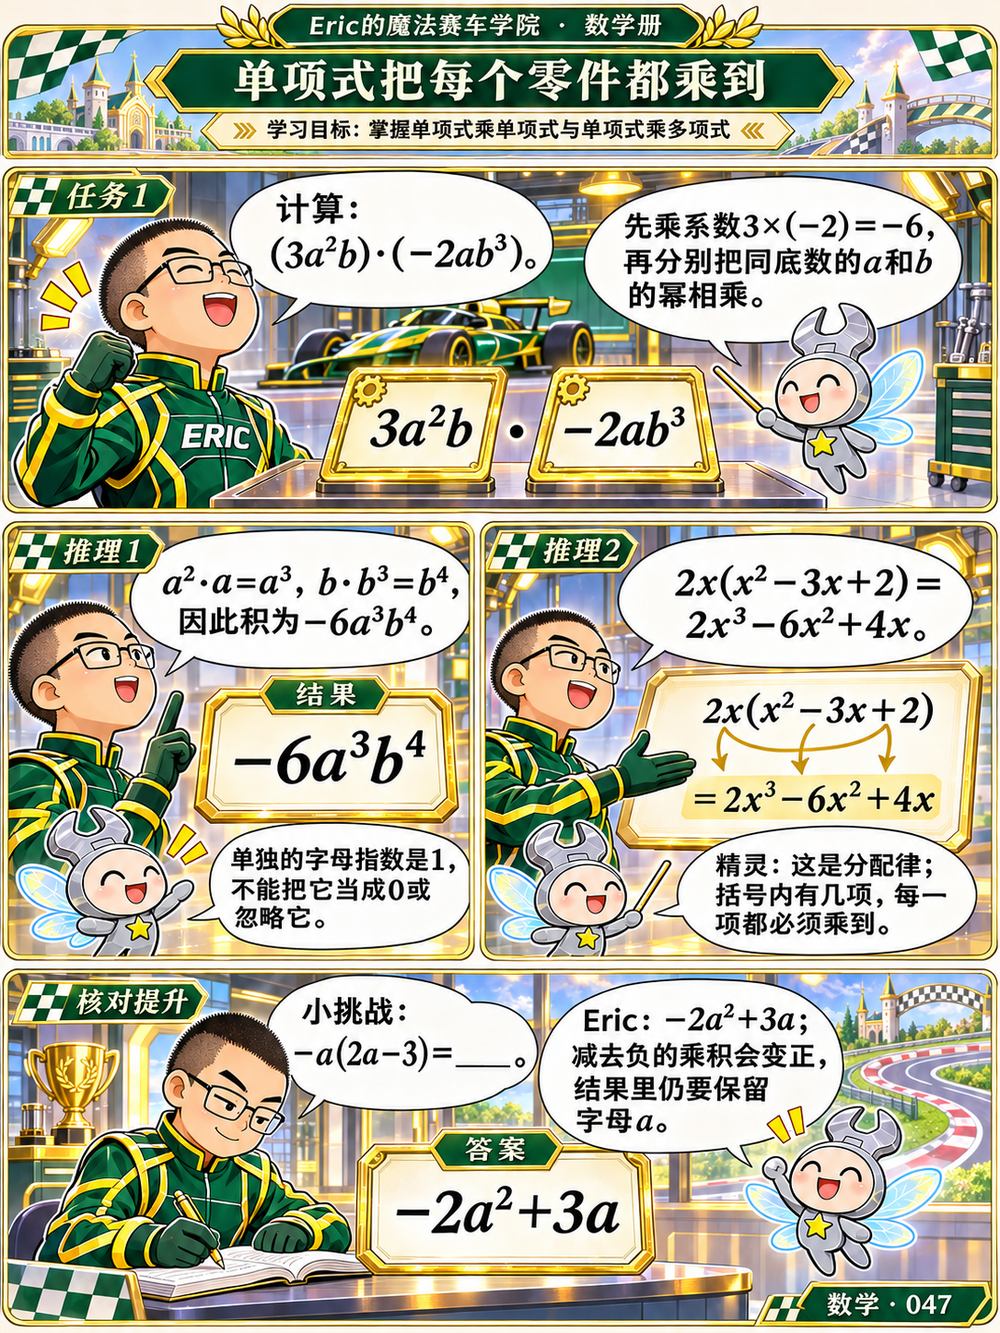 Eric的魔法赛车学院 · 数学册
单项式把每个零件都乘到
学习目标：掌握单项式乘单项式与单项式乘多项式
任务1
计算：
(3a²b)·(−2ab³)。
先乘系数3×(−2)=−6，
再分别把同底数的a和b
的幂相乘。
ERIC
3a²b · −2ab³
推理1
a²·a=a³，b·b³=b⁴，
因此积为−6a³b⁴。
结果
−6a³b⁴
单独的字母指数是1，
不能把它当成0或
忽略它。
推理2
2x(x²−3x+2)=
2x³−6x²+4x。
2x(x²−3x+2)
=2x³−6x²+4x
精灵：这是分配律；
括号内有几项，每一
项都必须乘到。
核对提升
小挑战：
−a(2a−3)=___。
Eric：−2a²+3a；
减去负的乘积会变正，
结果里仍要保留
字母a。
答案
−2a²+3a
数学 · 047